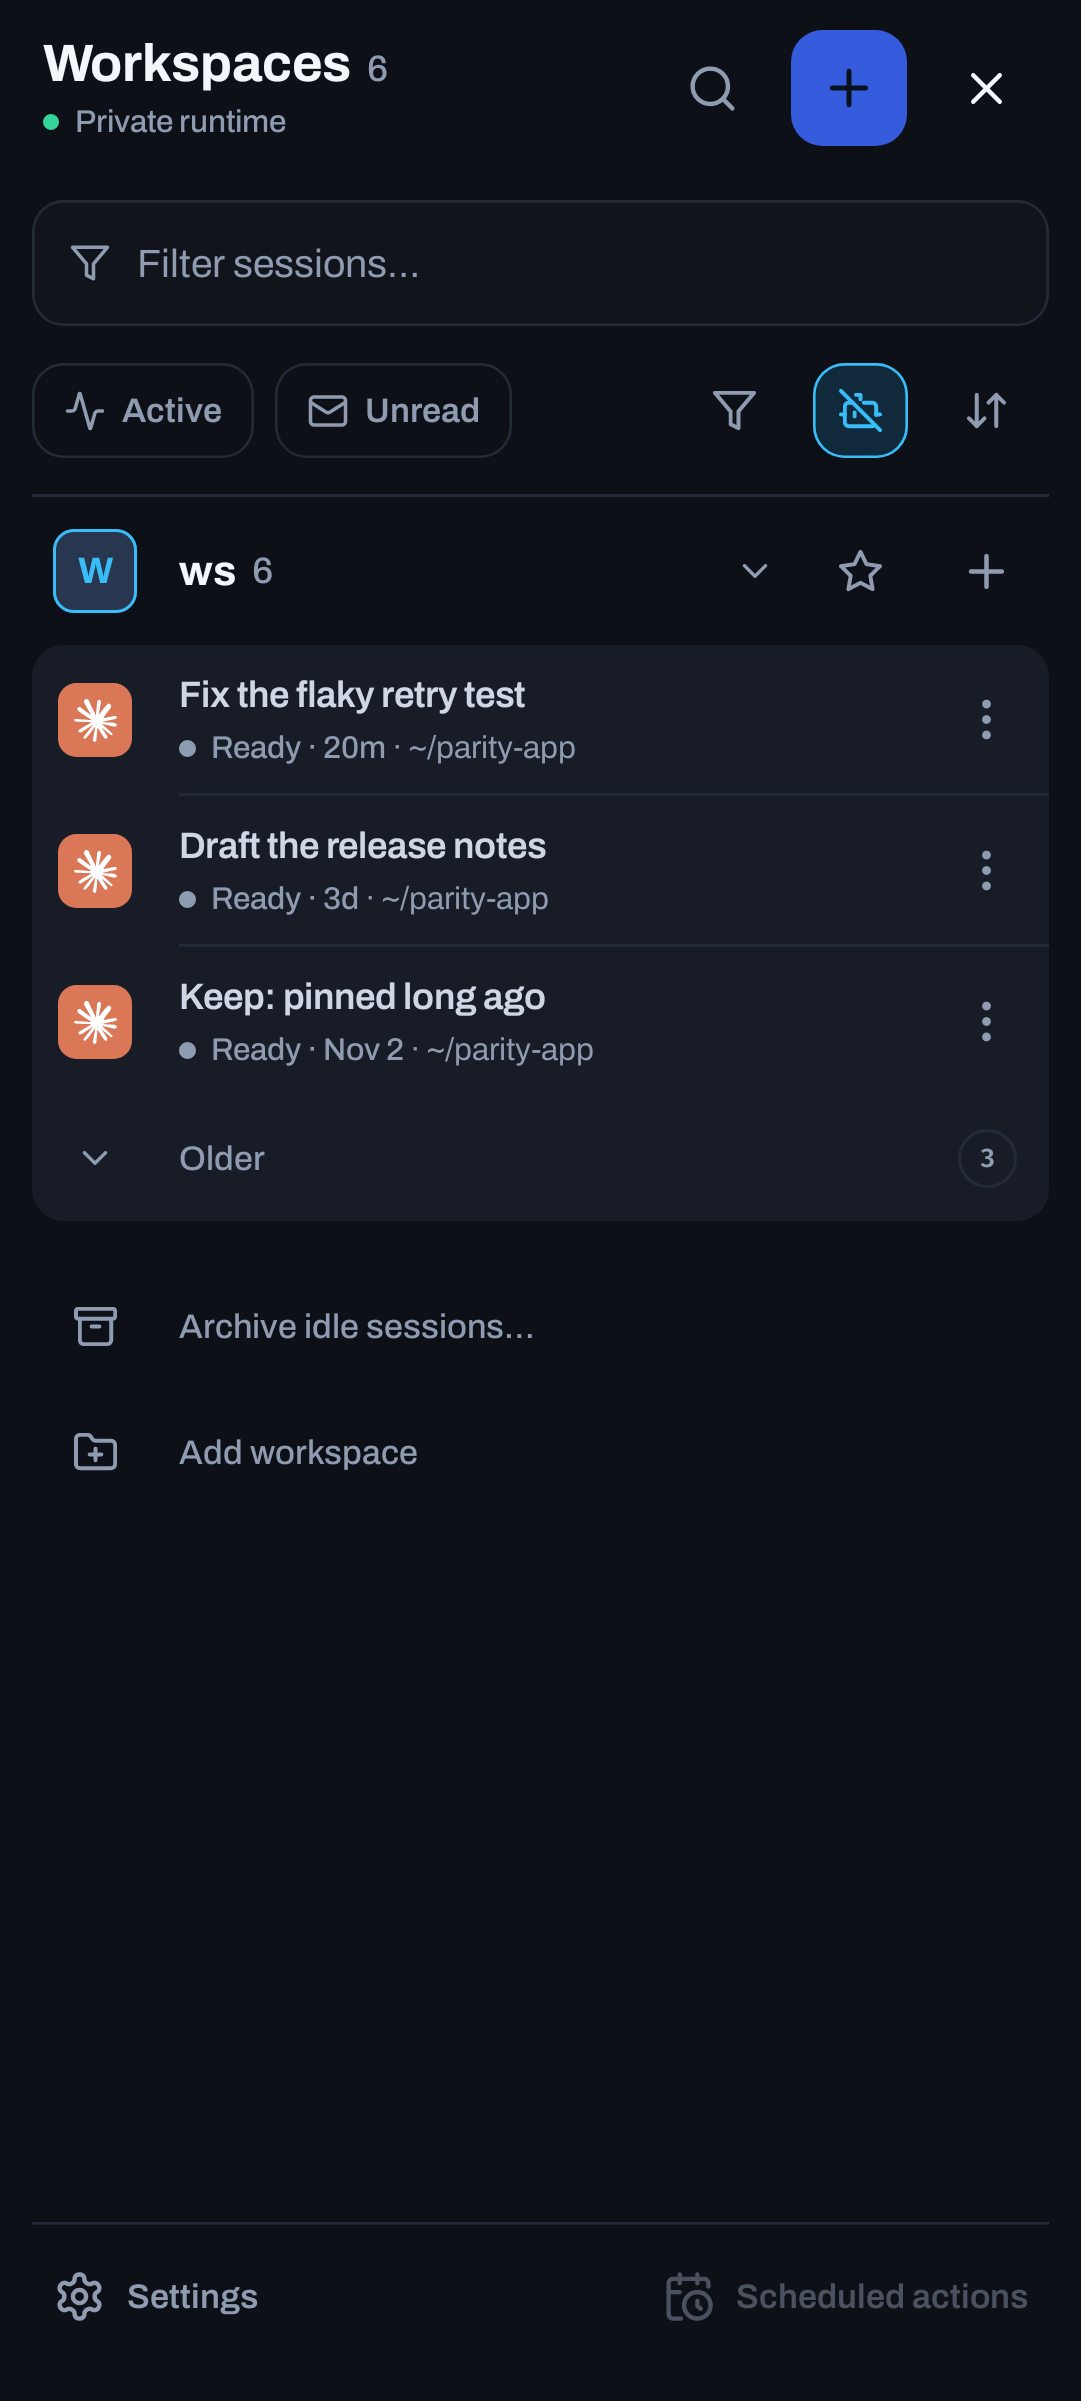 Workspaces 6
Private runtime
Filter sessions...
Active
Unread
W
ws 6
Fix the flaky retry test
Ready · 20m · ~/parity-app
Draft the release notes
Ready · 3d · ~/parity-app
Keep: pinned long ago
Ready · Nov 2 · ~/parity-app
Older
3
Archive idle sessions...
Add workspace
Settings
Scheduled actions